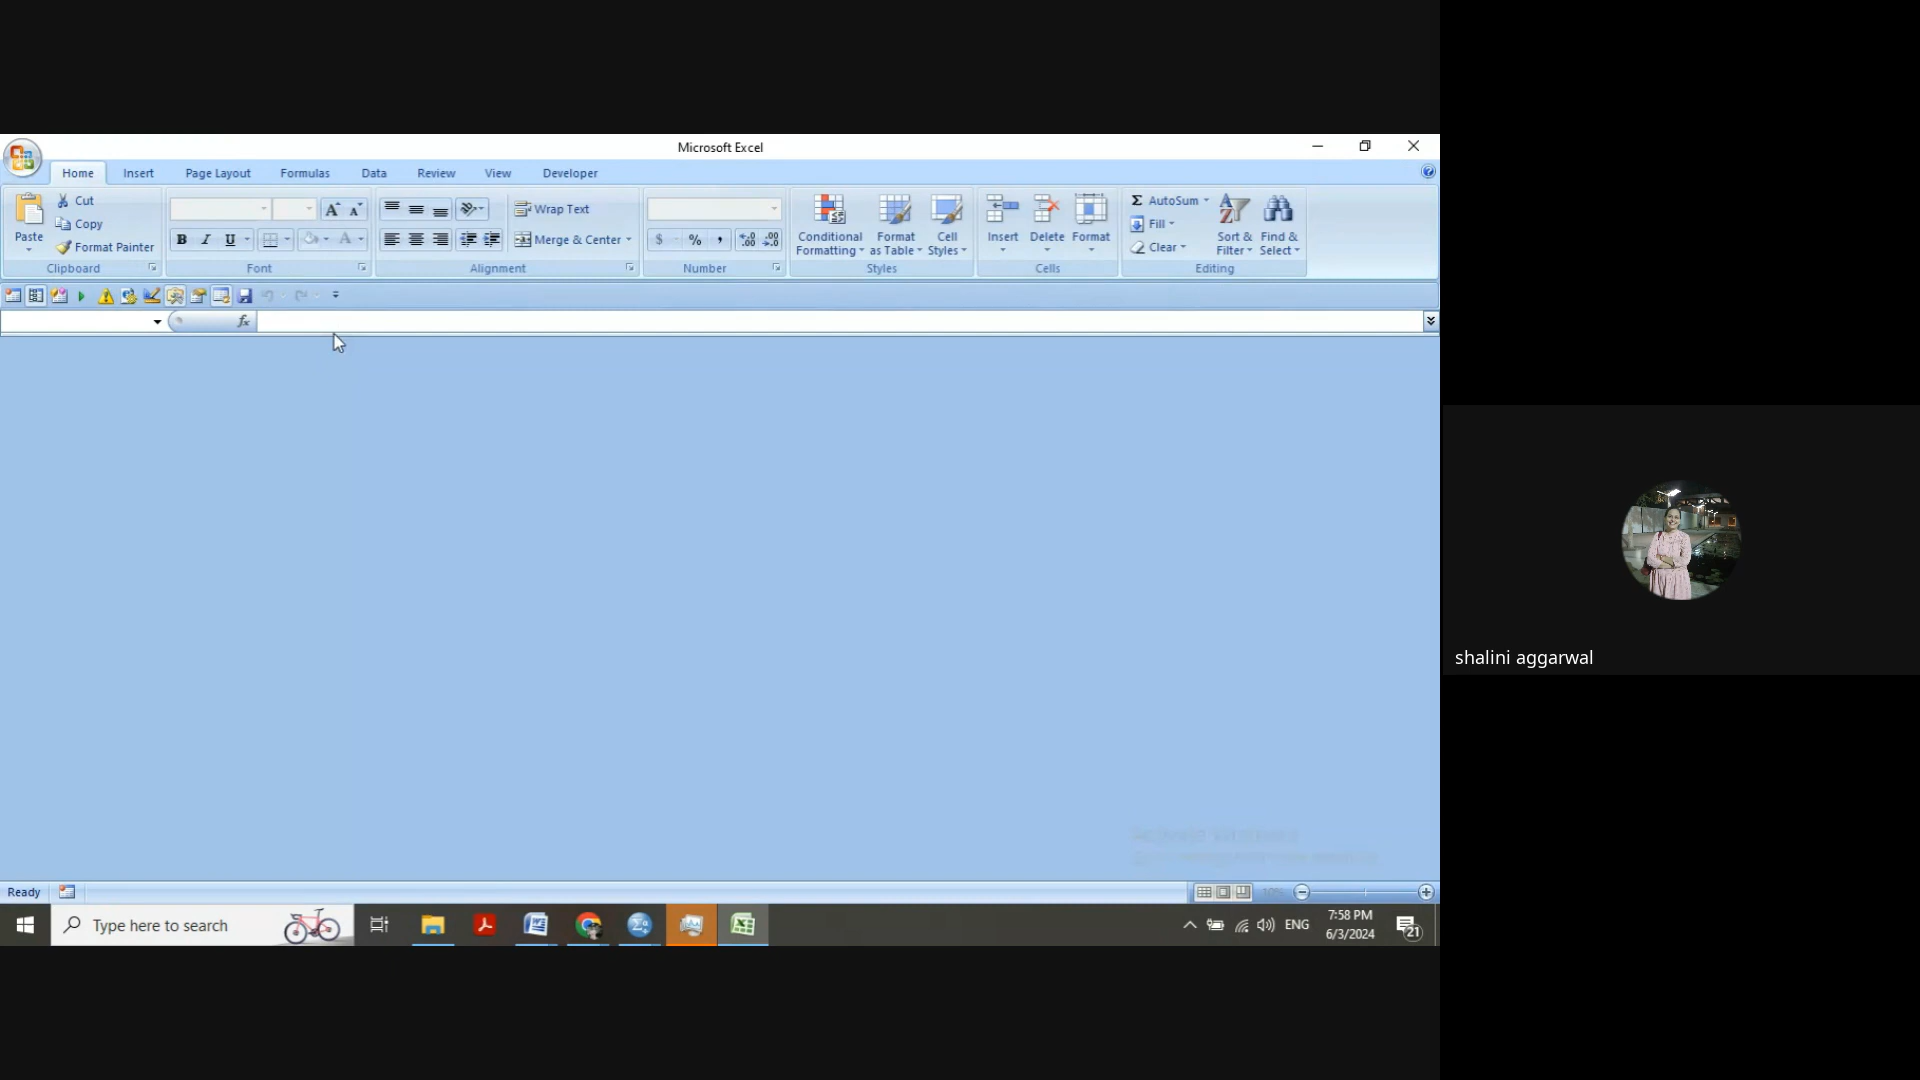 Microsoft Excel
Home Insert Page Layout Formulas Data Review View Developer
Paste
Cut
Copy
Format Painter
Clipboard
B I U
Font
Wrap Text
Merge & Center
Alignment
$ % ,
Number
Conditional Formatting
Format as Table
Cell Styles
Styles
Insert Delete Format
Cells
Σ AutoSum
Fill
Clear
Sort & Filter
Find & Select
Editing
fx
shalini aggarwal
Ready
Type here to search
ENG
7:58 PM
6/3/2024
21